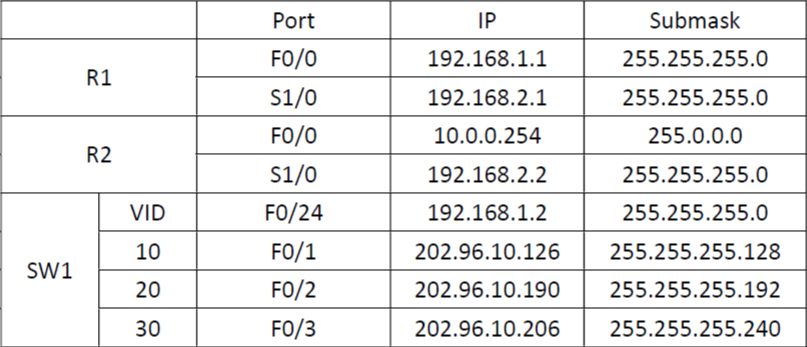 Port IP Submask
R1 F0/0 192.168.1.1 255.255.255.0
S1/0 192.168.2.1 255.255.255.0
R2 F0/0 10.0.0.254 255.0.0.0
S1/0 192.168.2.2 255.255.255.0
SW1 VID F0/24 192.168.1.2 255.255.255.0
10 F0/1 202.96.10.126 255.255.255.128
20 F0/2 202.96.10.190 255.255.255.192
30 F0/3 202.96.10.206 255.255.255.240